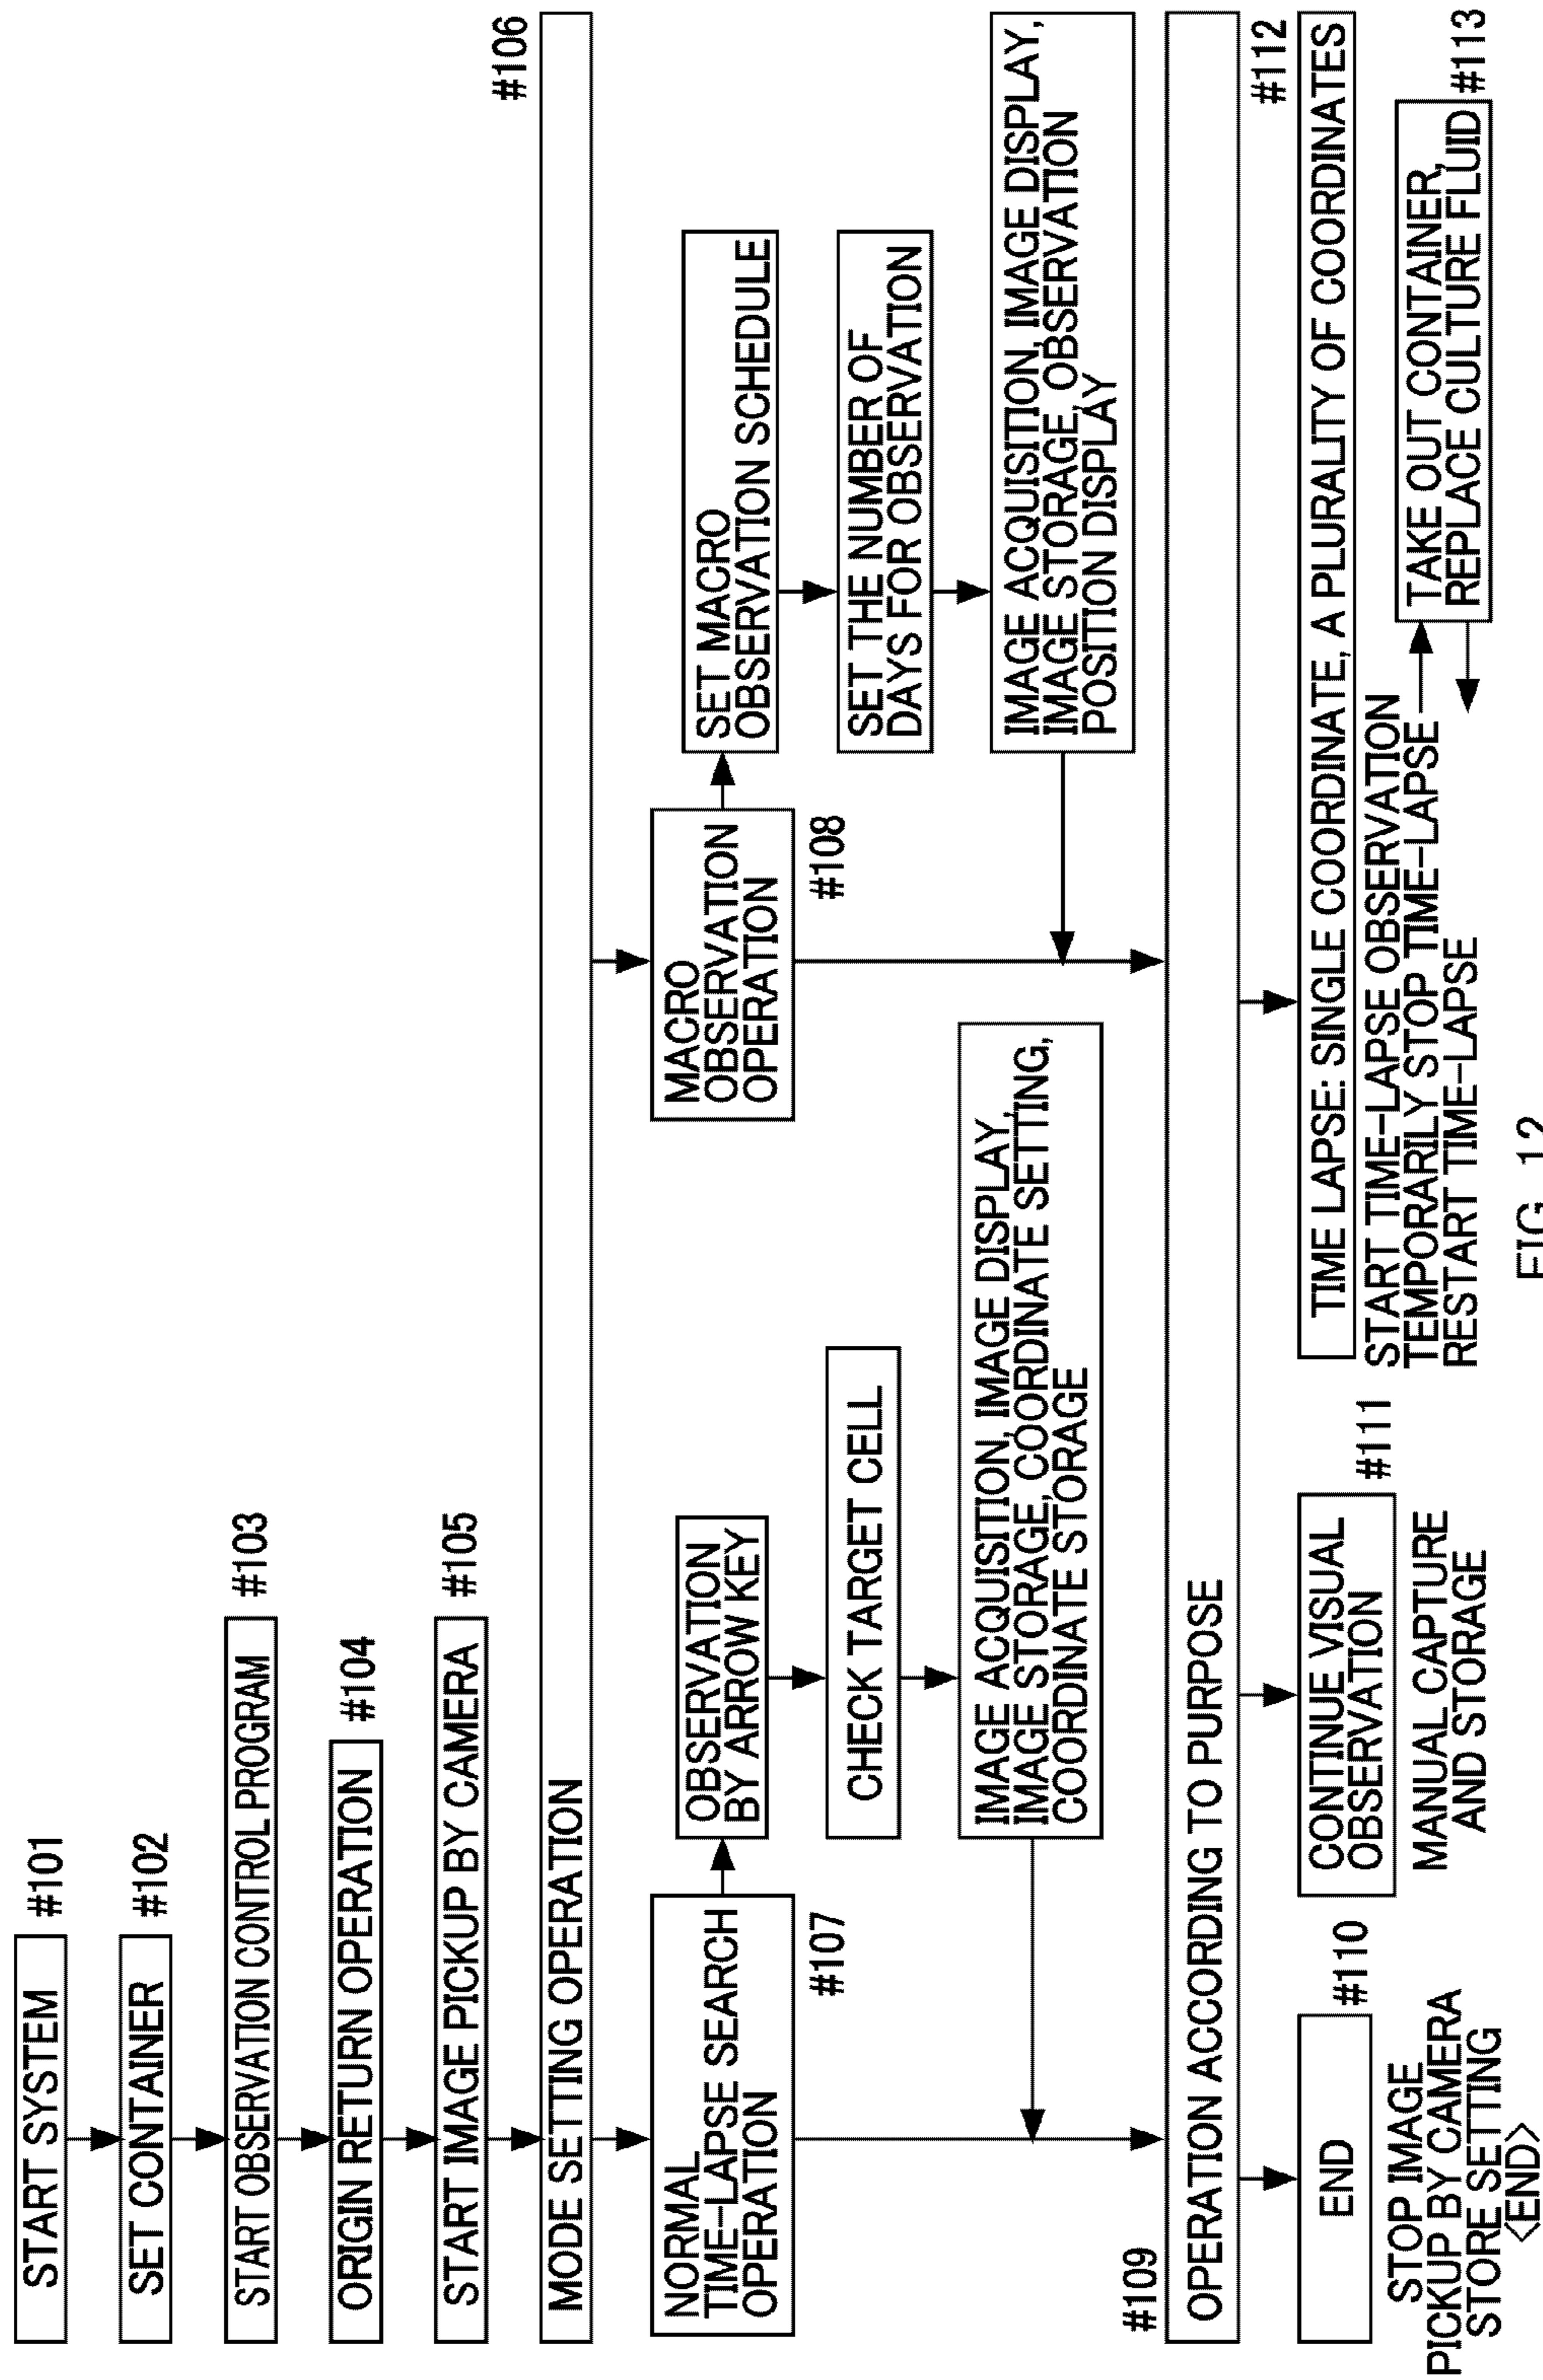 START SYSTEM
#101
SET CONTAINER
#102
START OBSERVATION CONTROL PROGRAM
#103
ORIGIN RETURN OPERATION
#104
START IMAGE PICKUP BY CAMERA
#105
MODE SETTING OPERATION
#106
NORMAL
TIME-LAPSE SEARCH
OPERATION
#107
OBSERVATION
BY ARROW KEY
CHECK TARGET CELL
IMAGE ACQUISITION, IMAGE DISPLAY,
IMAGE STORAGE, COORDINATE SETTING,
COORDINATE STORAGE
MACRO
OBSERVATION
OPERATION
#108
SET MACRO
OBSERVATION SCHEDULE
SET THE NUMBER OF
DAYS FOR OBSERVATION
IMAGE ACQUISITION, IMAGE DISPLAY,
IMAGE STORAGE, OBSERVATION
POSITION DISPLAY
#109
OPERATION ACCORDING TO PURPOSE
END
#110
STOP IMAGE
PICKUP BY CAMERA
STORE SETTING
<END>
CONTINUE VISUAL
OBSERVATION
#111
MANUAL CAPTURE
AND STORAGE
#112
TIME LAPSE: SINGLE COORDINATE, A PLURALITY OF COORDINATES
START TIME-LAPSE OBSERVATION
TEMPORARILY STOP TIME-LAPSE
RESTART TIME-LAPSE
TAKE OUT CONTAINER,
REPLACE CULTURE FLUID
#113
FIG. 12